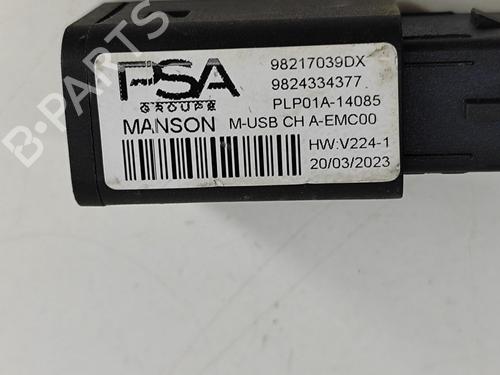 PSA
GROUPE
98217039DX
9824334377
PLP01A-14085
MANSON M-USB CH A-EMC00
HW:V224-1
20/03/2023
B-PARTS